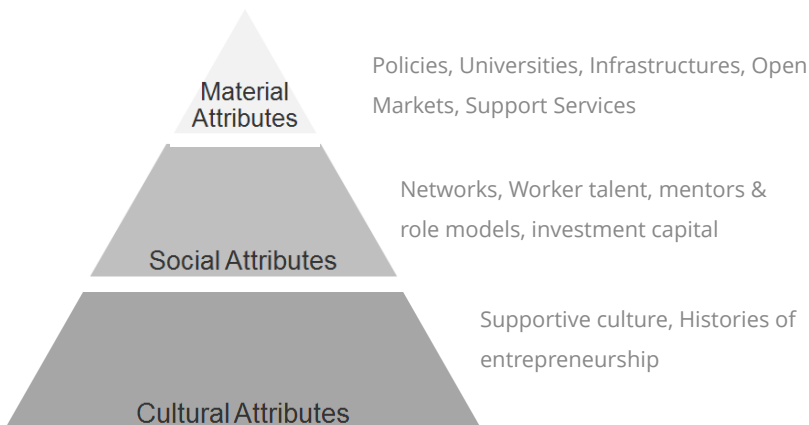 Material
Attributes
Policies, Universities, Infrastructures, Open
Markets, Support Services
Social Attributes
Networks, Worker talent, mentors &
role models, investment capital
Cultural Attributes
Supportive culture, Histories of
entrepreneurship